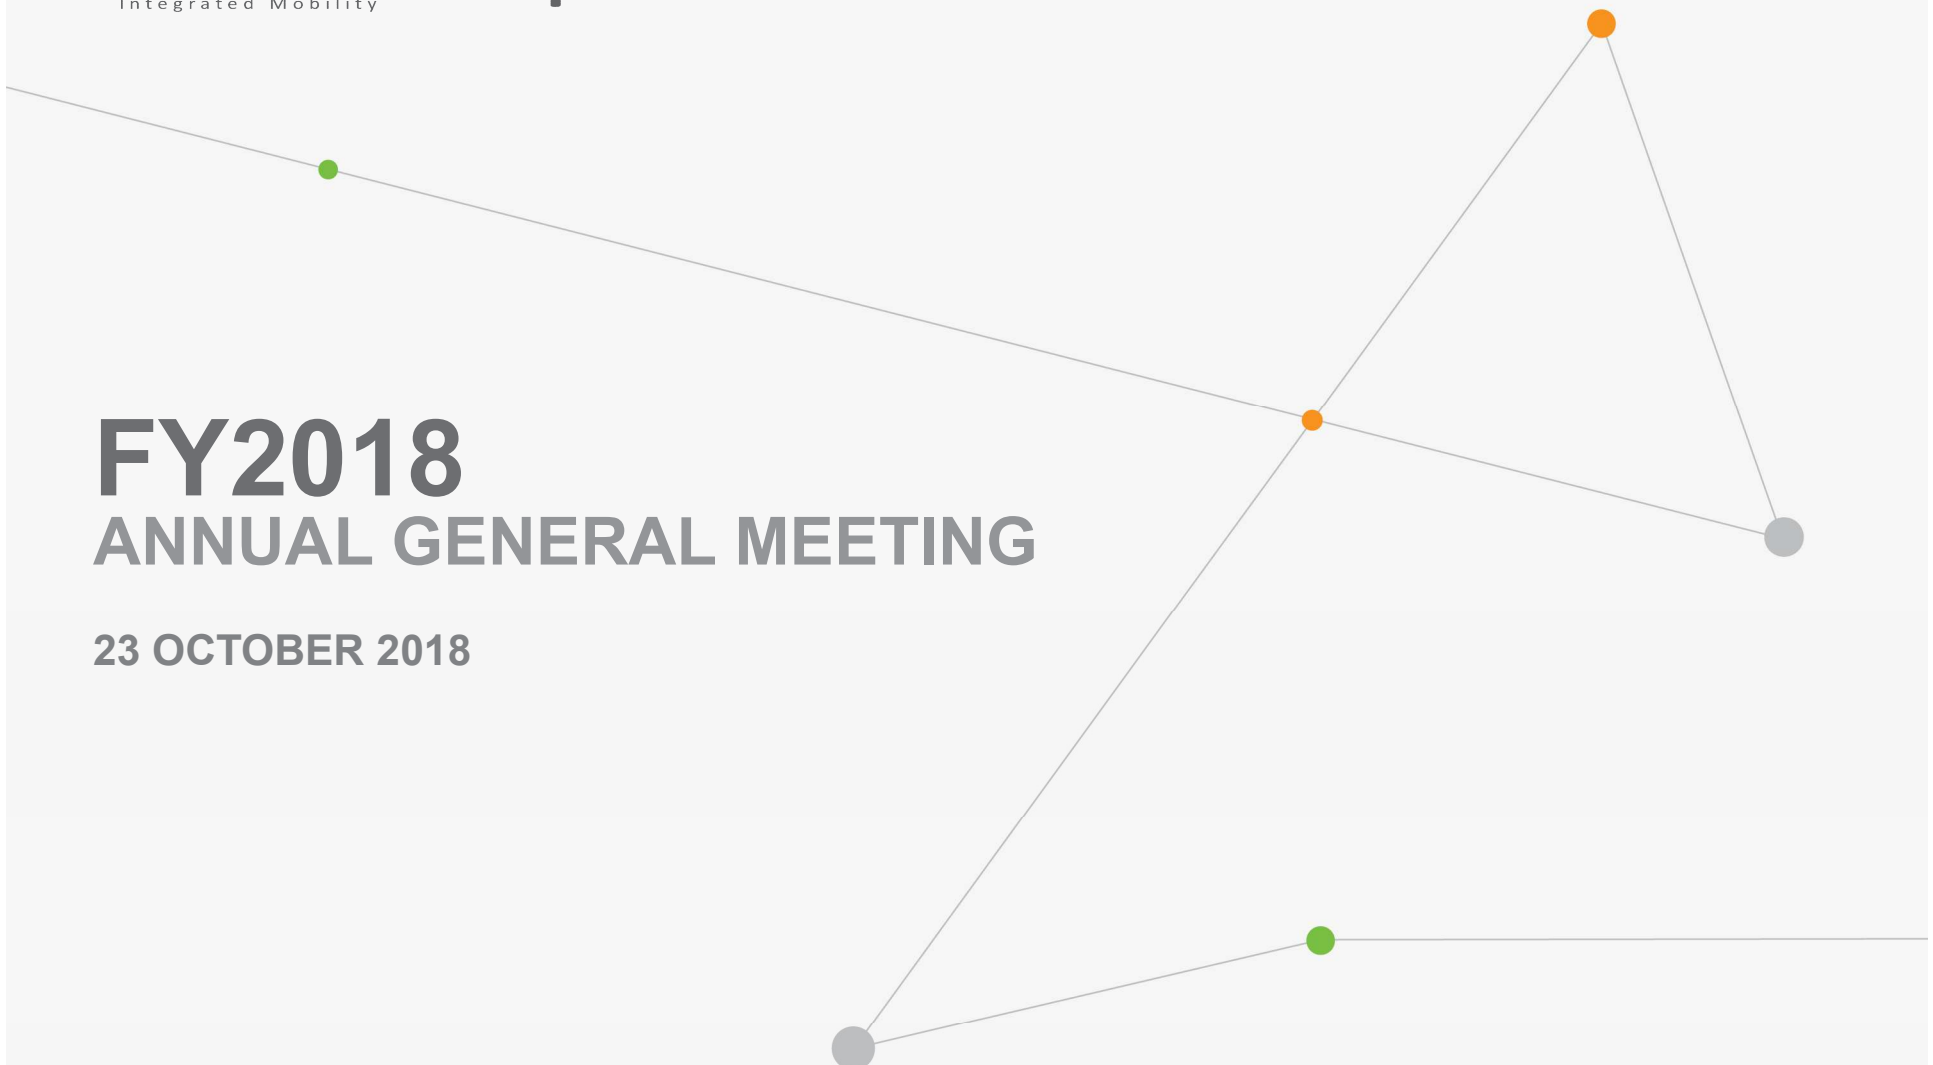 Integrated Mobility
FY2018
ANNUAL GENERAL MEETING
23 OCTOBER 2018